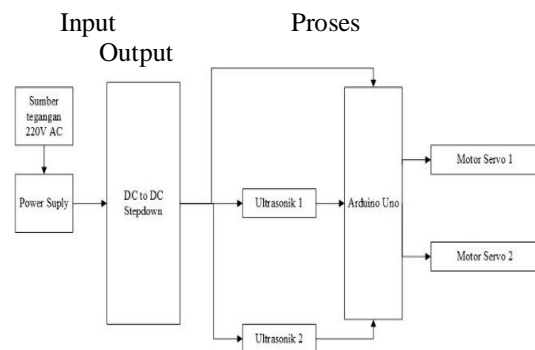 Input Proses
Output
Sumber
tegangan
220V AC
Power Suply
DC to DC
Stepdown
Ultrasonik 1
Ultrasonik 2
Arduino Uno
Motor Servo 1
Motor Servo 2